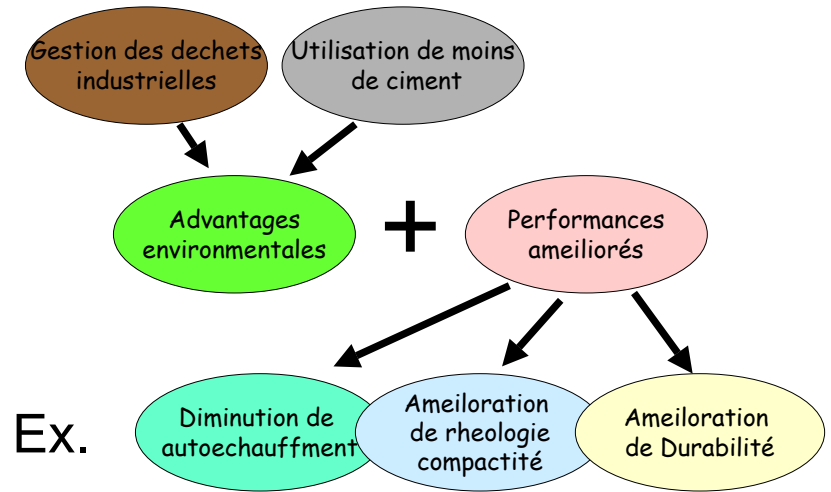 Gestion des dechets
industrielles
Utilisation de moins
de ciment
Advantages
environmentales
+
Performances
ameiliorés
Ex.
Diminution de
autoechauffment
Ameiloration
de rheologie
compactité
Ameiloration
de Durabilité